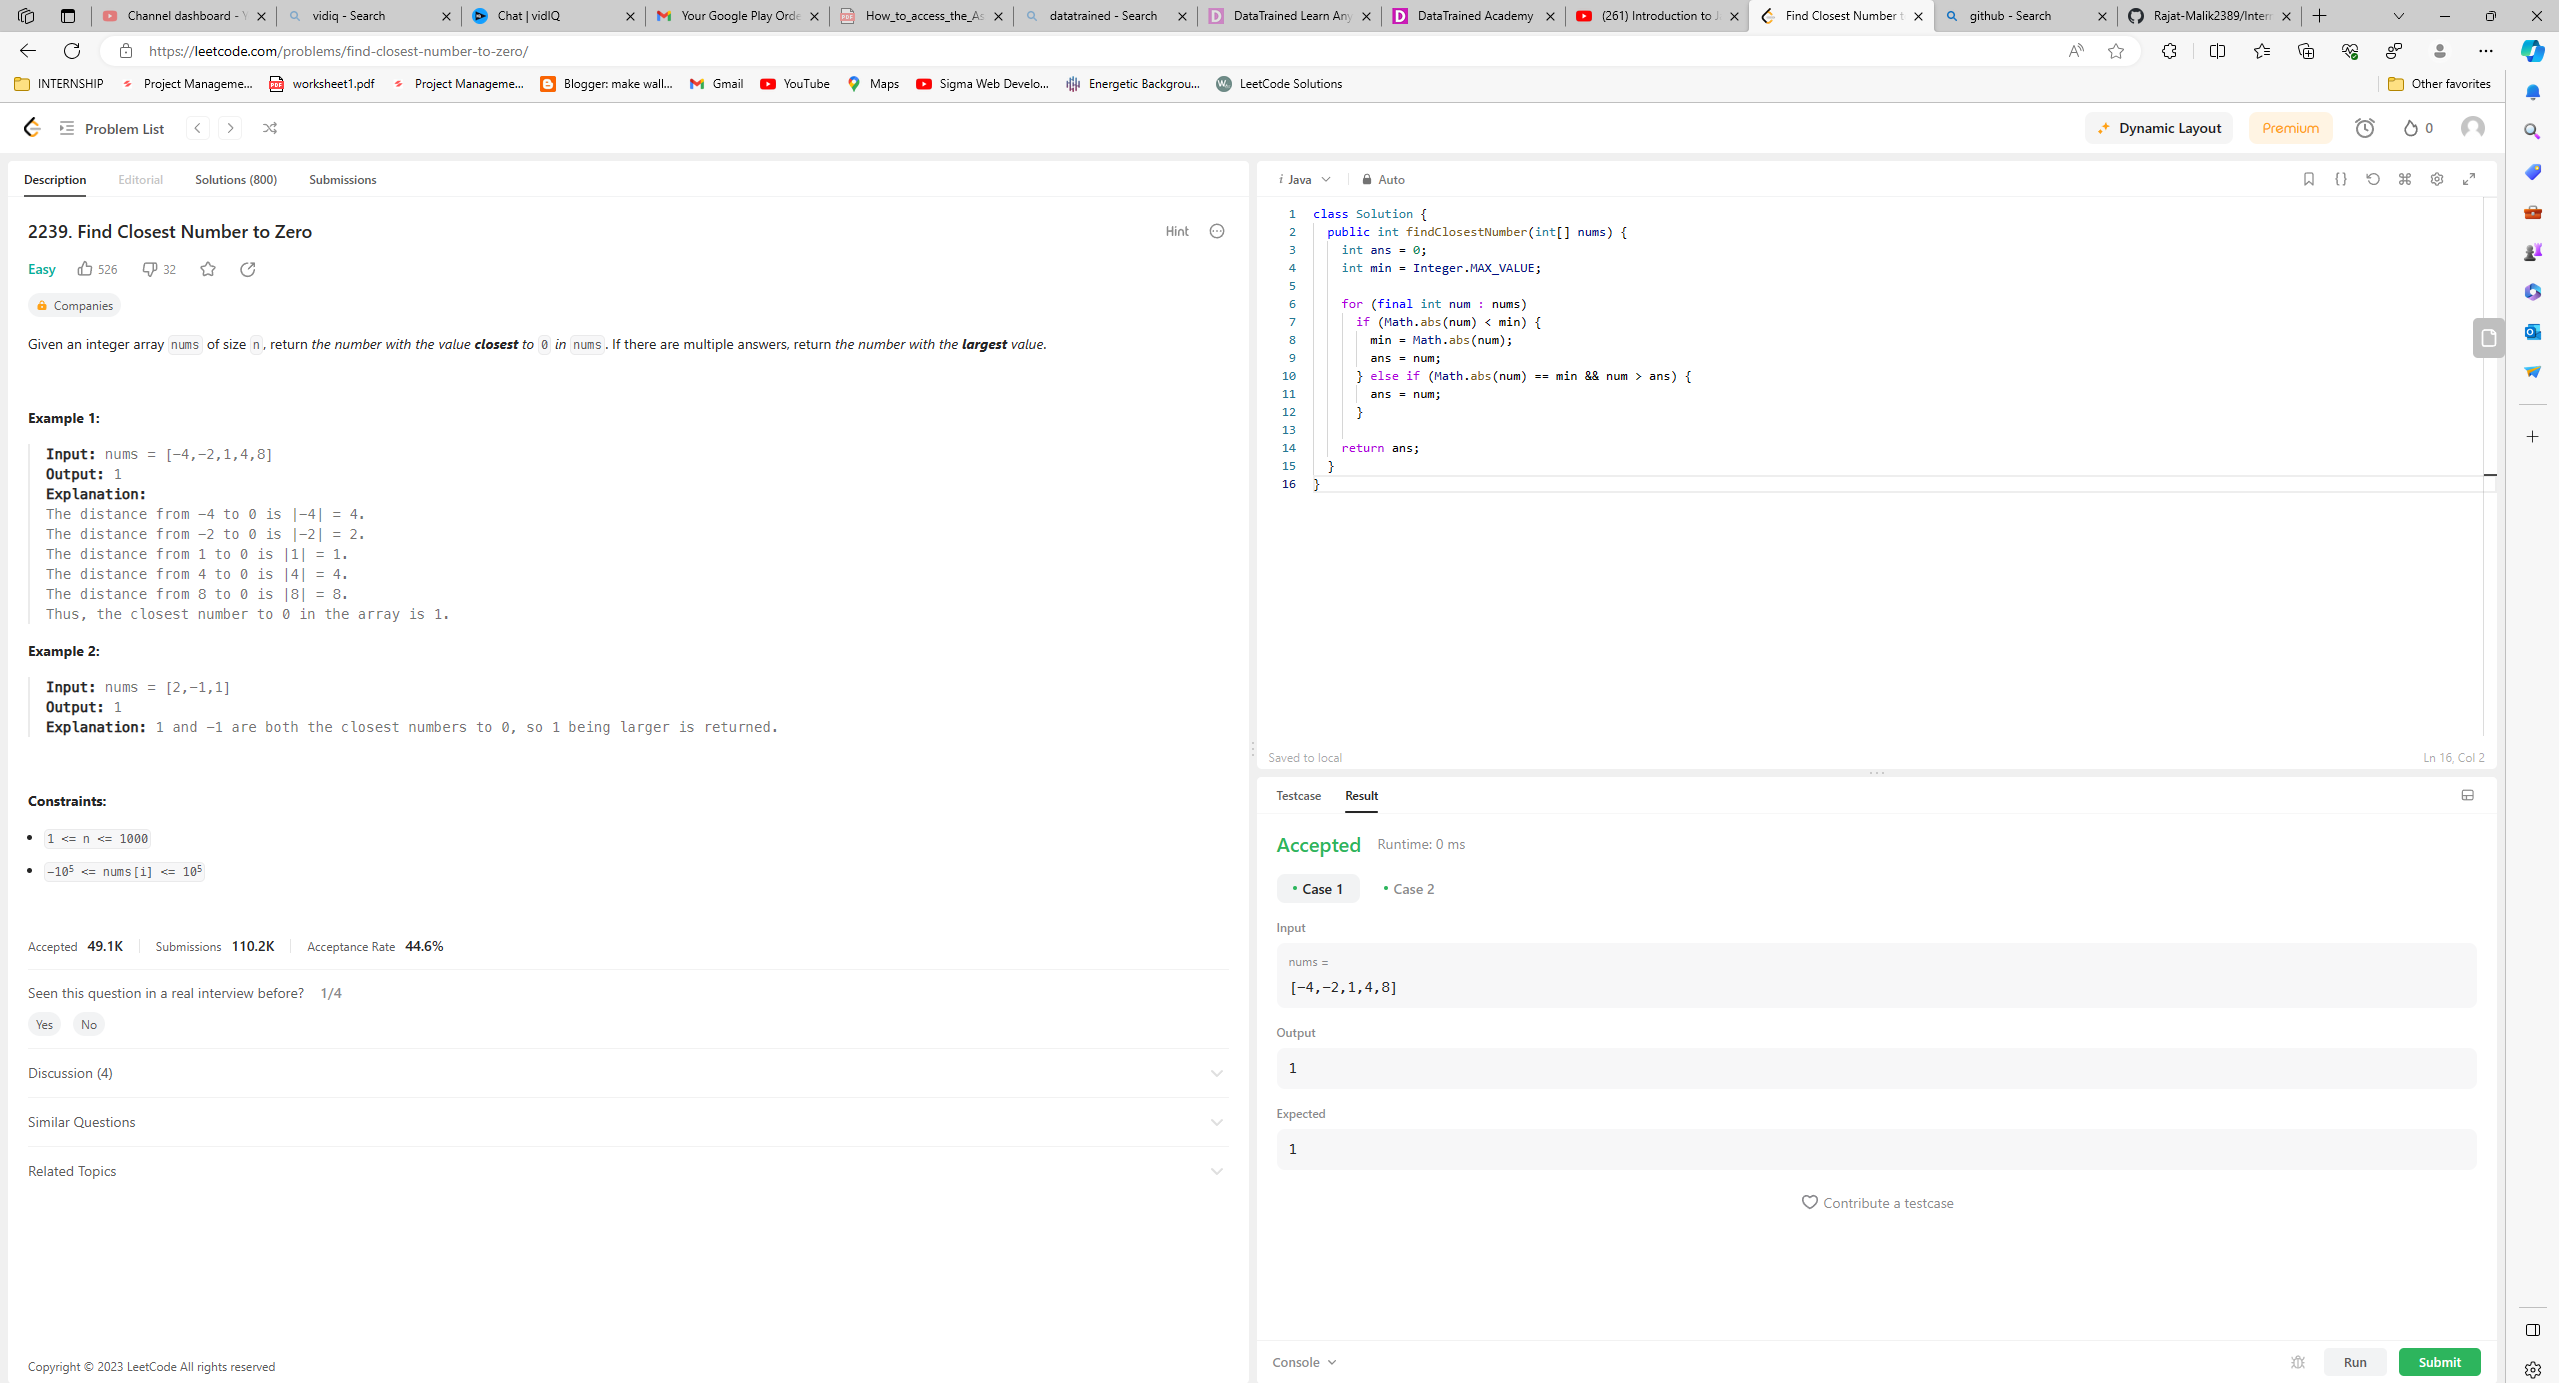 Channel dashboard - Y
vidiq - Search
Chat | vidIQ
Your Google Play Orde
How_to_access_the_As
datatrained - Search
DataTrained Learn Any
DataTrained Academy
(261) Introduction to J
Find Closest Number t
github - Search
Rajat-Malik2389/Intern
https://leetcode.com/problems/find-closest-number-to-zero/
INTERNSHIP
Project Manageme...
worksheet1.pdf
Project Manageme...
Blogger: make wall...
Gmail
YouTube
Maps
Sigma Web Develo...
Energetic Backgrou...
LeetCode Solutions
Other favorites
Problem List
Dynamic Layout
Premium
0
Description
Editorial
Solutions (800)
Submissions
2239. Find Closest Number to Zero
Hint
Easy
526
32
Companies
Given an integer array nums of size n, return the number with the value closest to 0 in nums. If there are multiple answers, return the number with the largest value.
Example 1:
Input: nums = [-4,-2,1,4,8]
Output: 1
Explanation:
The distance from -4 to 0 is |-4| = 4.
The distance from -2 to 0 is |-2| = 2.
The distance from 1 to 0 is |1| = 1.
The distance from 4 to 0 is |4| = 4.
The distance from 8 to 0 is |8| = 8.
Thus, the closest number to 0 in the array is 1.
Example 2:
Input: nums = [2,-1,1]
Output: 1
Explanation: 1 and -1 are both the closest numbers to 0, so 1 being larger is returned.
Constraints:
• 1 <= n <= 1000
• -10⁵ <= nums[i] <= 10⁵
Accepted 49.1K
Submissions 110.2K
Acceptance Rate 44.6%
Seen this question in a real interview before? 1/4
Yes
No
Discussion (4)
Similar Questions
Related Topics
Copyright © 2023 LeetCode All rights reserved
i Java
Auto
1 class Solution {
2 public int findClosestNumber(int[] nums) {
3 int ans = 0;
4 int min = Integer.MAX_VALUE;
5
6 for (final int num : nums)
7 if (Math.abs(num) < min) {
8 min = Math.abs(num);
9 ans = num;
10 } else if (Math.abs(num) == min && num > ans) {
11 ans = num;
12 }
13
14 return ans;
15 }
16 }
Saved to local
Ln 16, Col 2
Testcase
Result
Accepted
Runtime: 0 ms
• Case 1
• Case 2
Input
nums =
[-4,-2,1,4,8]
Output
1
Expected
1
Contribute a testcase
Console
Run
Submit